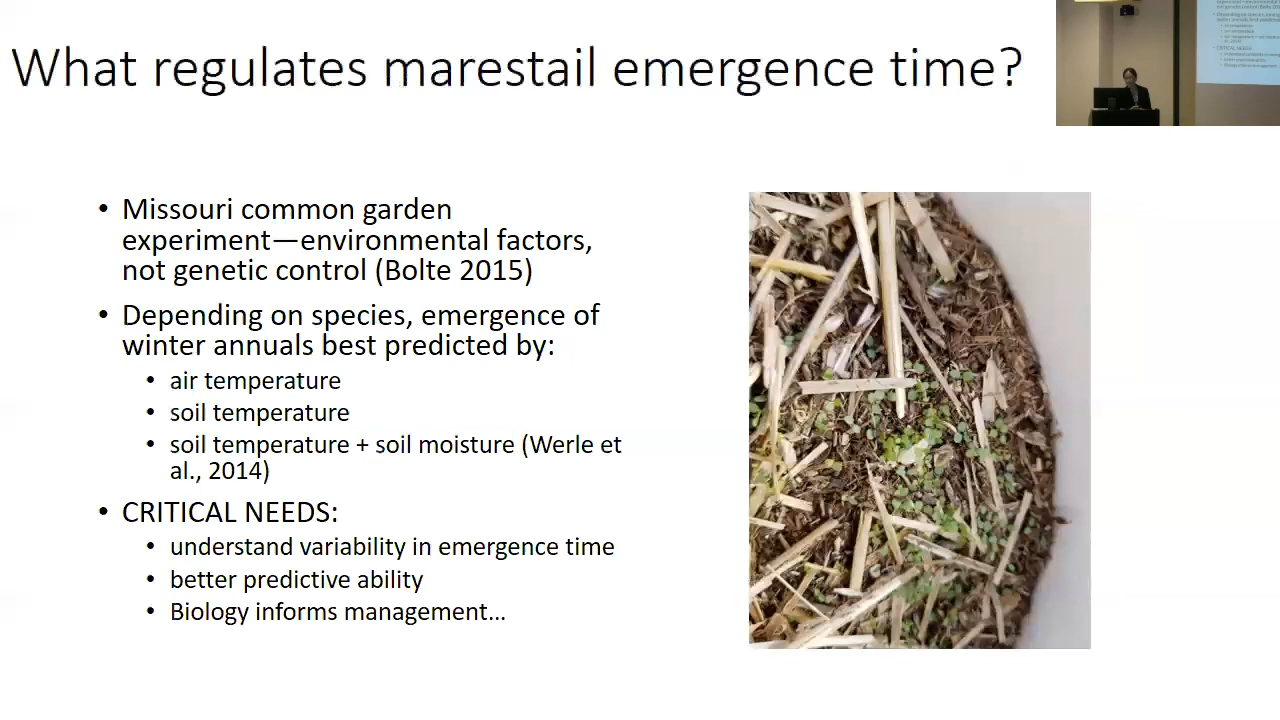 What regulates marestail emergence time?
• Missouri common garden
experiment—environmental factors,
not genetic control (Bolte 2015)
• Depending on species, emergence of
winter annuals best predicted by:
• air temperature
• soil temperature
• soil temperature + soil moisture (Werle et
al., 2014)
• CRITICAL NEEDS:
• understand variability in emergence time
• better predictive ability
• Biology informs management…